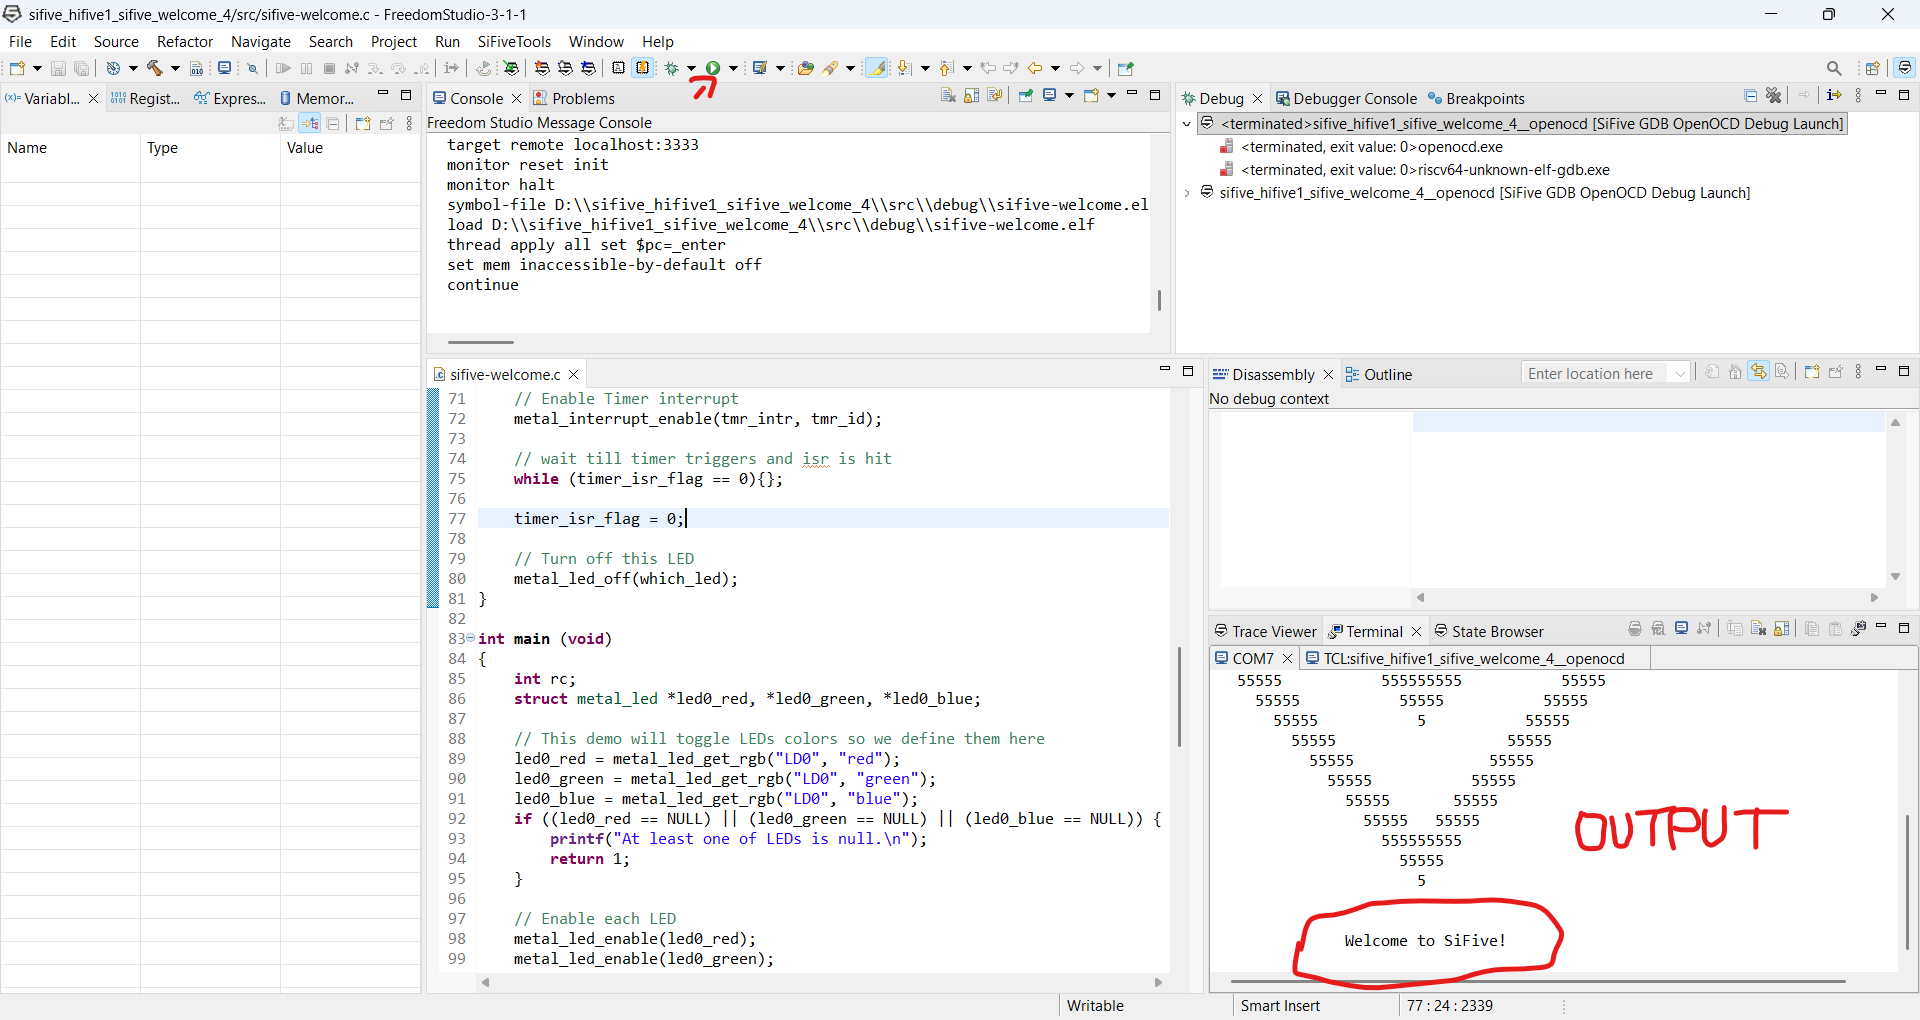 sifive_hifive1_sifive_welcome_4/src/sifive-welcome.c - FreedomStudio-3-1-1
File Edit Source Refactor Navigate Search Project Run SiFiveTools Window Help
(x)= Variabl... Regist... Expres... Memor...
Name Type Value
Console Problems
Freedom Studio Message Console
target remote localhost:3333
monitor reset init
monitor halt
symbol-file D:\\sifive_hifive1_sifive_welcome_4\\src\\debug\\sifive-welcome.el
load D:\\sifive_hifive1_sifive_welcome_4\\src\\debug\\sifive-welcome.elf
thread apply all set $pc=_enter
set mem inaccessible-by-default off
continue
Debug Debugger Console Breakpoints
<terminated>sifive_hifive1_sifive_welcome_4__openocd [SiFive GDB OpenOCD Debug Launch]
<terminated, exit value: 0>openocd.exe
<terminated, exit value: 0>riscv64-unknown-elf-gdb.exe
sifive_hifive1_sifive_welcome_4__openocd [SiFive GDB OpenOCD Debug Launch]
sifive-welcome.c
71 // Enable Timer interrupt
72 metal_interrupt_enable(tmr_intr, tmr_id);
73
74 // wait till timer triggers and isr is hit
75 while (timer_isr_flag == 0){};
76
77 timer_isr_flag = 0;
78
79 // Turn off this LED
80 metal_led_off(which_led);
81 }
82
83 int main (void)
84 {
85 int rc;
86 struct metal_led *led0_red, *led0_green, *led0_blue;
87
88 // This demo will toggle LEDs colors so we define them here
89 led0_red = metal_led_get_rgb("LD0", "red");
90 led0_green = metal_led_get_rgb("LD0", "green");
91 led0_blue = metal_led_get_rgb("LD0", "blue");
92 if ((led0_red == NULL) || (led0_green == NULL) || (led0_blue == NULL)) {
93 printf("At least one of LEDs is null.\n");
94 return 1;
95 }
96
97 // Enable each LED
98 metal_led_enable(led0_red);
99 metal_led_enable(led0_green);
Disassembly Outline Enter location here
No debug context
Trace Viewer Terminal State Browser
COM7 TCL:sifive_hifive1_sifive_welcome_4__openocd
55555 555555555 55555
55555 55555 55555
55555 5 55555
55555 55555
55555 55555
55555 55555
55555 55555
55555 55555
555555555
55555
5
OUTPUT
Welcome to SiFive!
Writable Smart Insert 77 : 24 : 2339